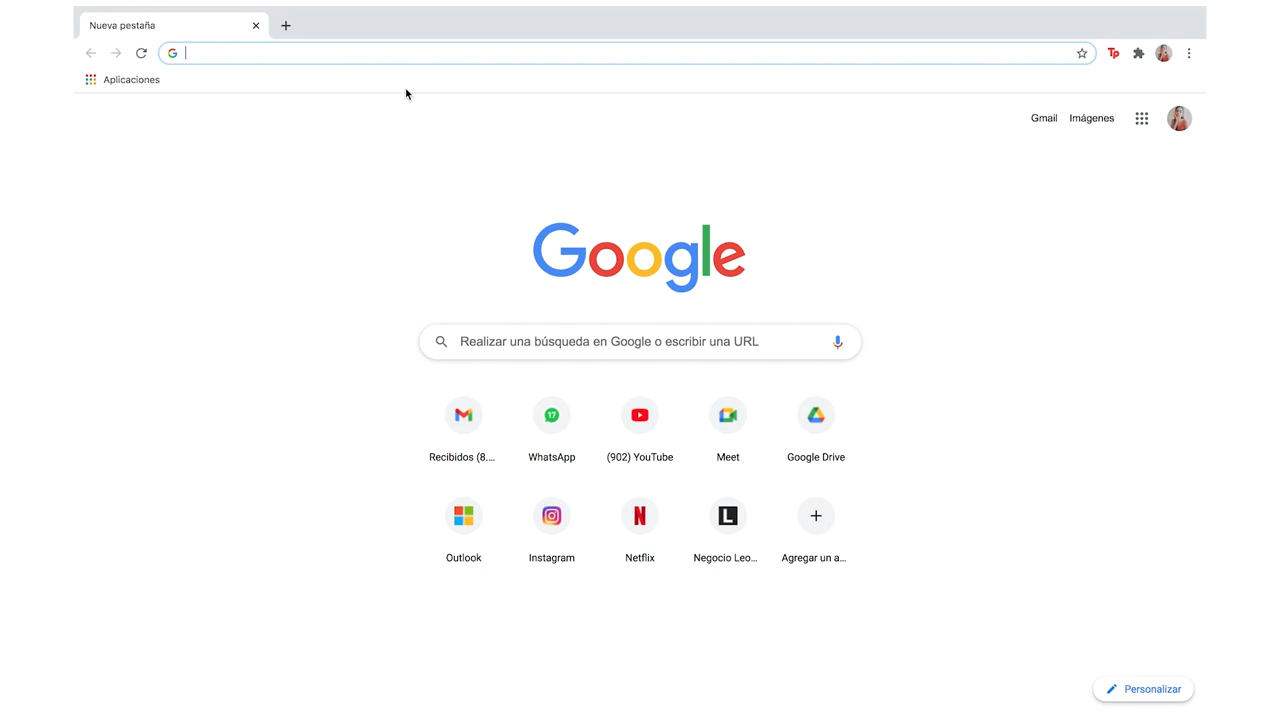 Nueva pestaña
Aplicaciones
Tp
Gmail Imágenes
Google
Realizar una búsqueda en Google o escribir una URL
17
Recibidos (8.... WhatsApp (902) YouTube Meet Google Drive
Outlook Instagram Netflix Negocio Leo... Agregar un a...
Personalizar